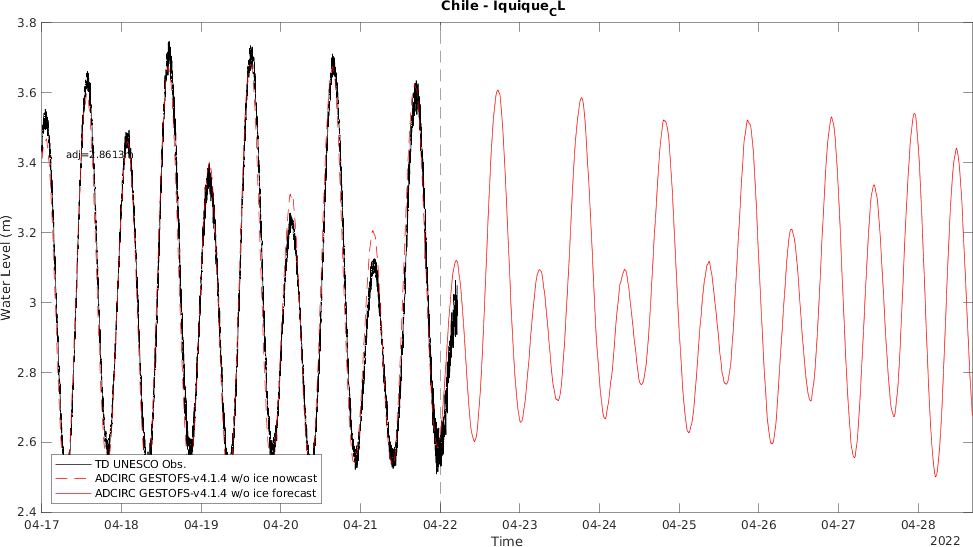 Chile - Iquique_CL
3.8
3.6
3.4
3.2
3
2.8
2.6
2.4
Water Level (m)
adj=2.8613m
TD UNESCO Obs.
ADCIRC GESTOFS-v4.1.4 w/o ice nowcast
ADCIRC GESTOFS-v4.1.4 w/o ice forecast
04-17 04-18 04-19 04-20 04-21 04-22 04-23 04-24 04-25 04-26 04-27 04-28
Time
2022